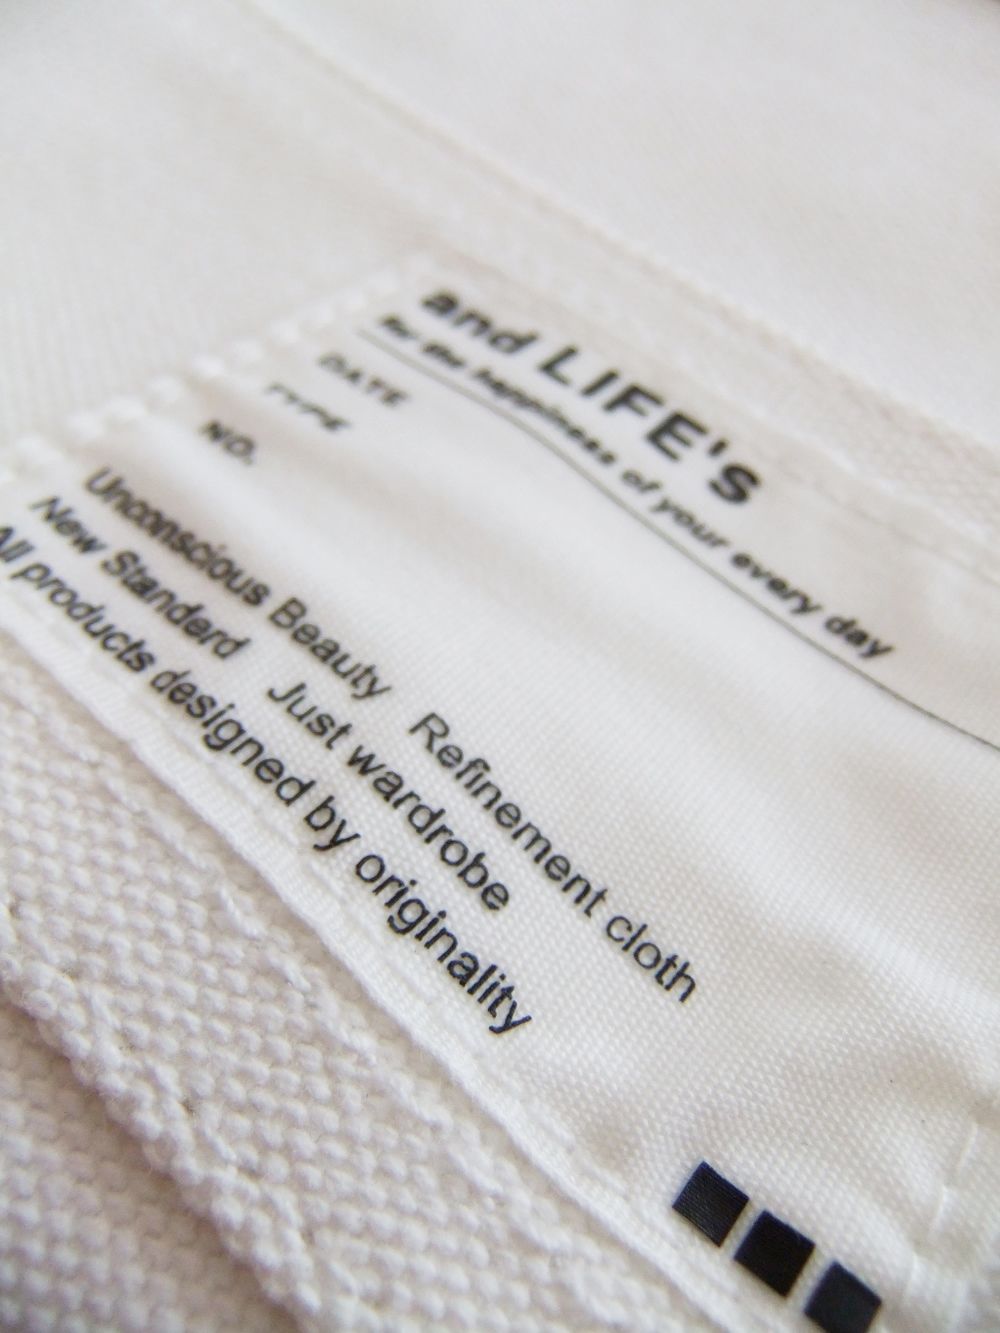 and LIFE's
for the happiness of your every day
DATE
TYPE
NO.
Unconscious Beauty Refinement cloth
New Standerd Just wardrobe
All products designed by originality